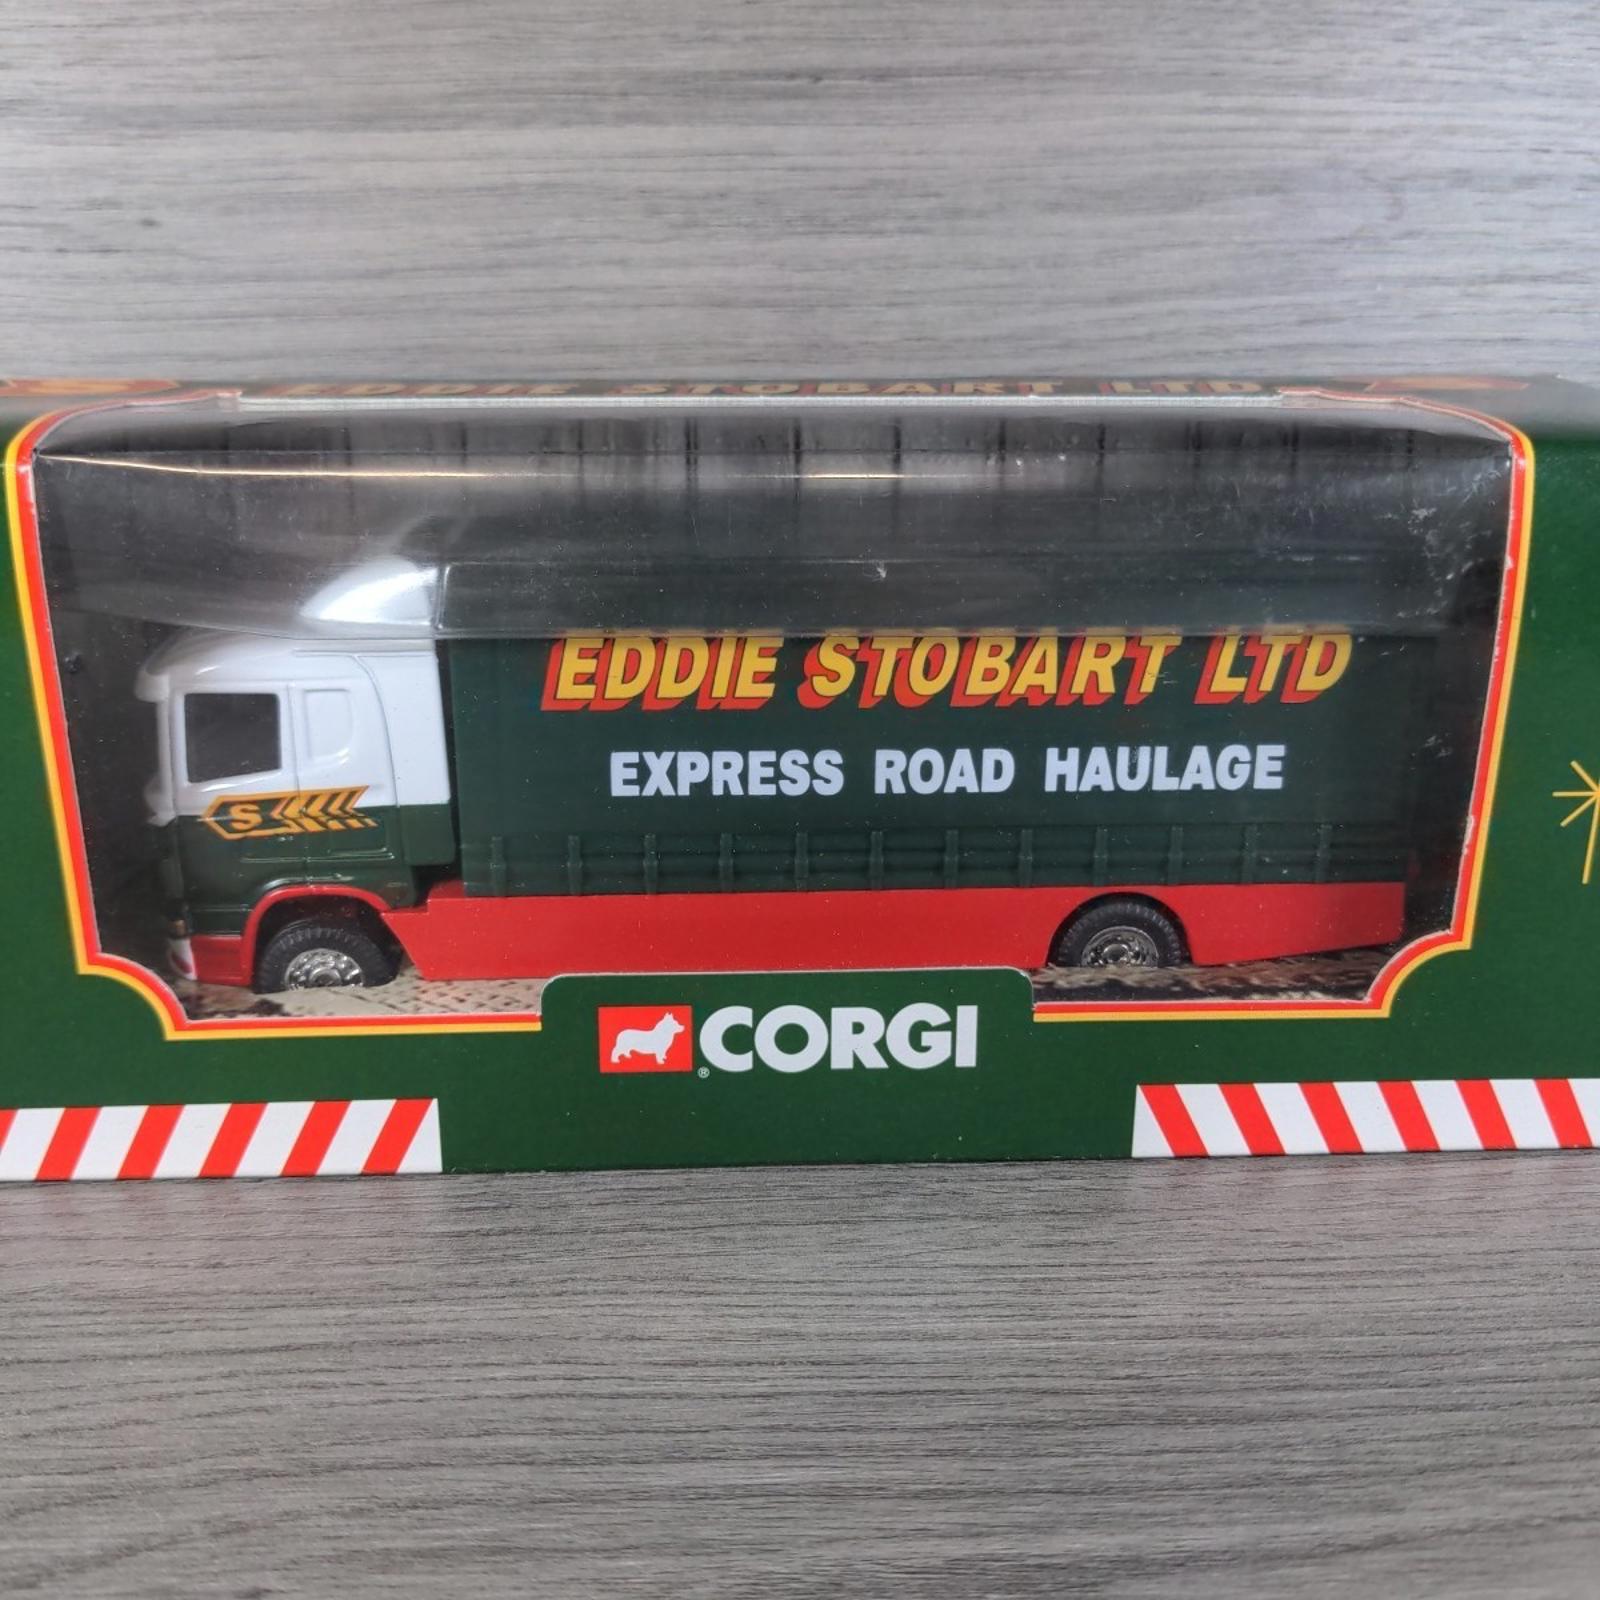 EDDIE STOBART LTD
EDDIE STOBART LTD
EXPRESS ROAD HAULAGE
S
® CORGI